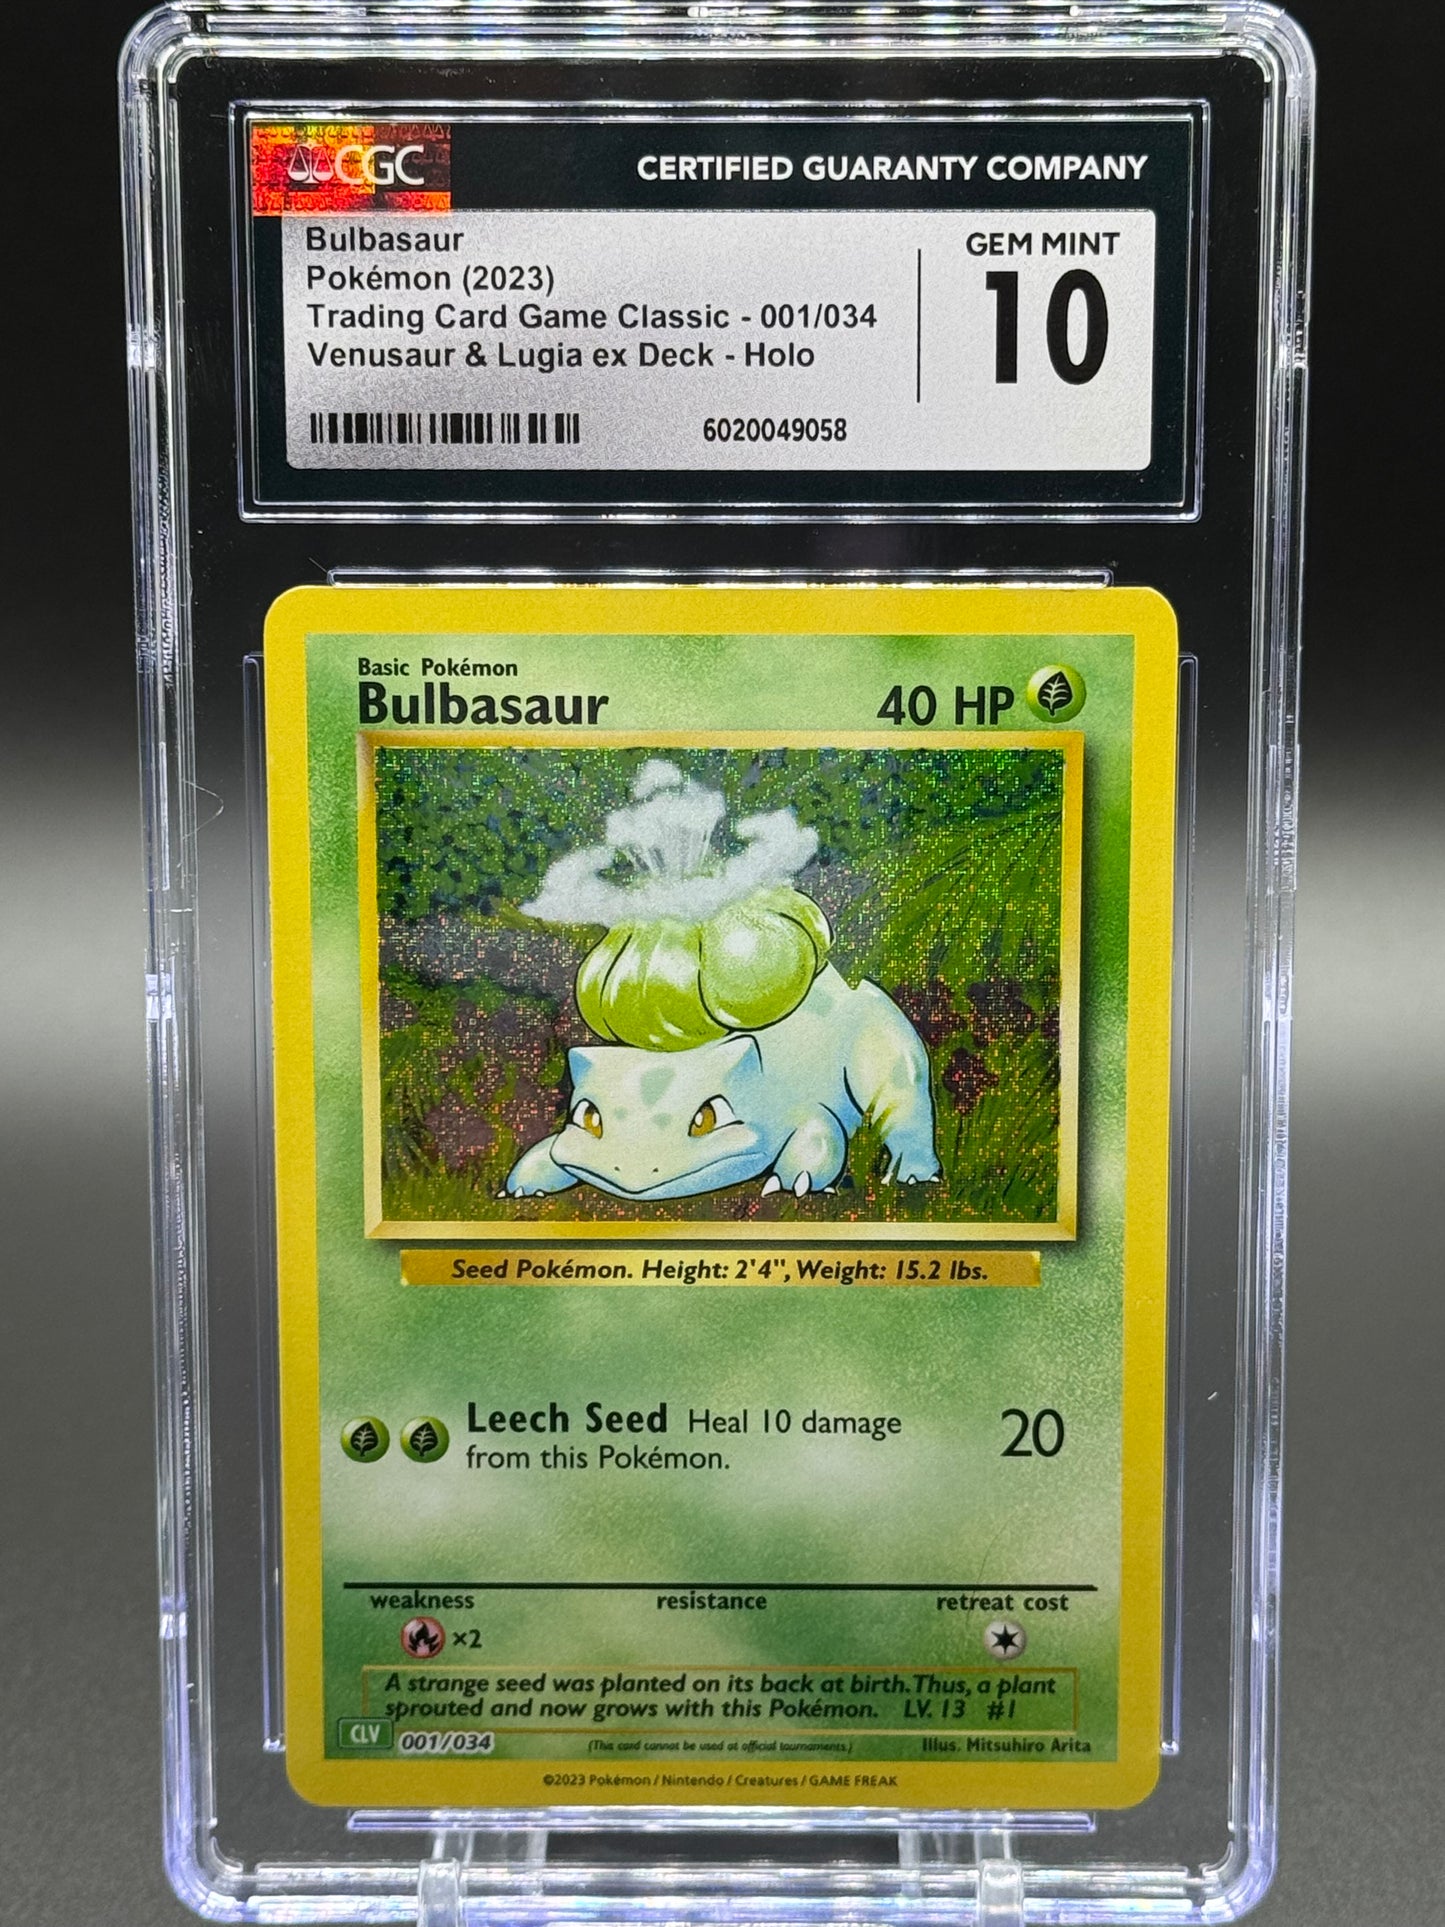 CGC
CERTIFIED GUARANTY COMPANY
Bulbasaur
Pokémon (2023)
Trading Card Game Classic - 001/034
Venusaur & Lugia ex Deck - Holo
GEM MINT
10
6020049058
Basic Pokémon
Bulbasaur
40 HP
Seed Pokémon. Height: 2'4", Weight: 15.2 lbs.
Leech Seed Heal 10 damage
from this Pokémon.
20
weakness resistance retreat cost
×2
A strange seed was planted on its back at birth. Thus, a plant
sprouted and now grows with this Pokémon. LV. 13 #1
CLV 001/034 (This card cannot be used at official tournaments.) Illus. Mitsuhiro Arita
©2023 Pokémon / Nintendo / Creatures / GAME FREAK